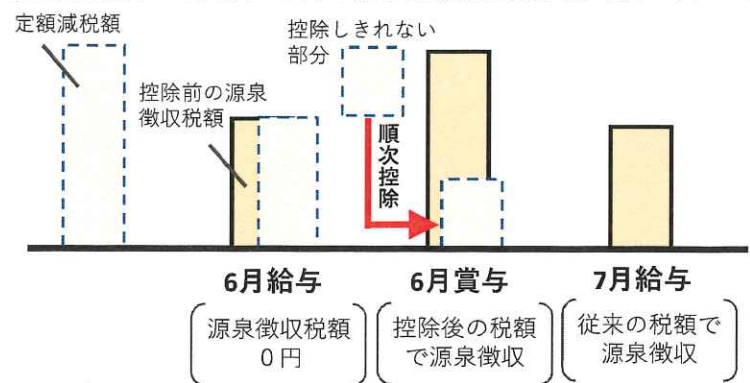 定額減税額
控除しきれない
部分
控除前の源泉
徴収税額
順次控除
6月給与
6月賞与
7月給与
源泉徴収税額
0円
控除後の税額
で源泉徴収
従来の税額で
源泉徴収